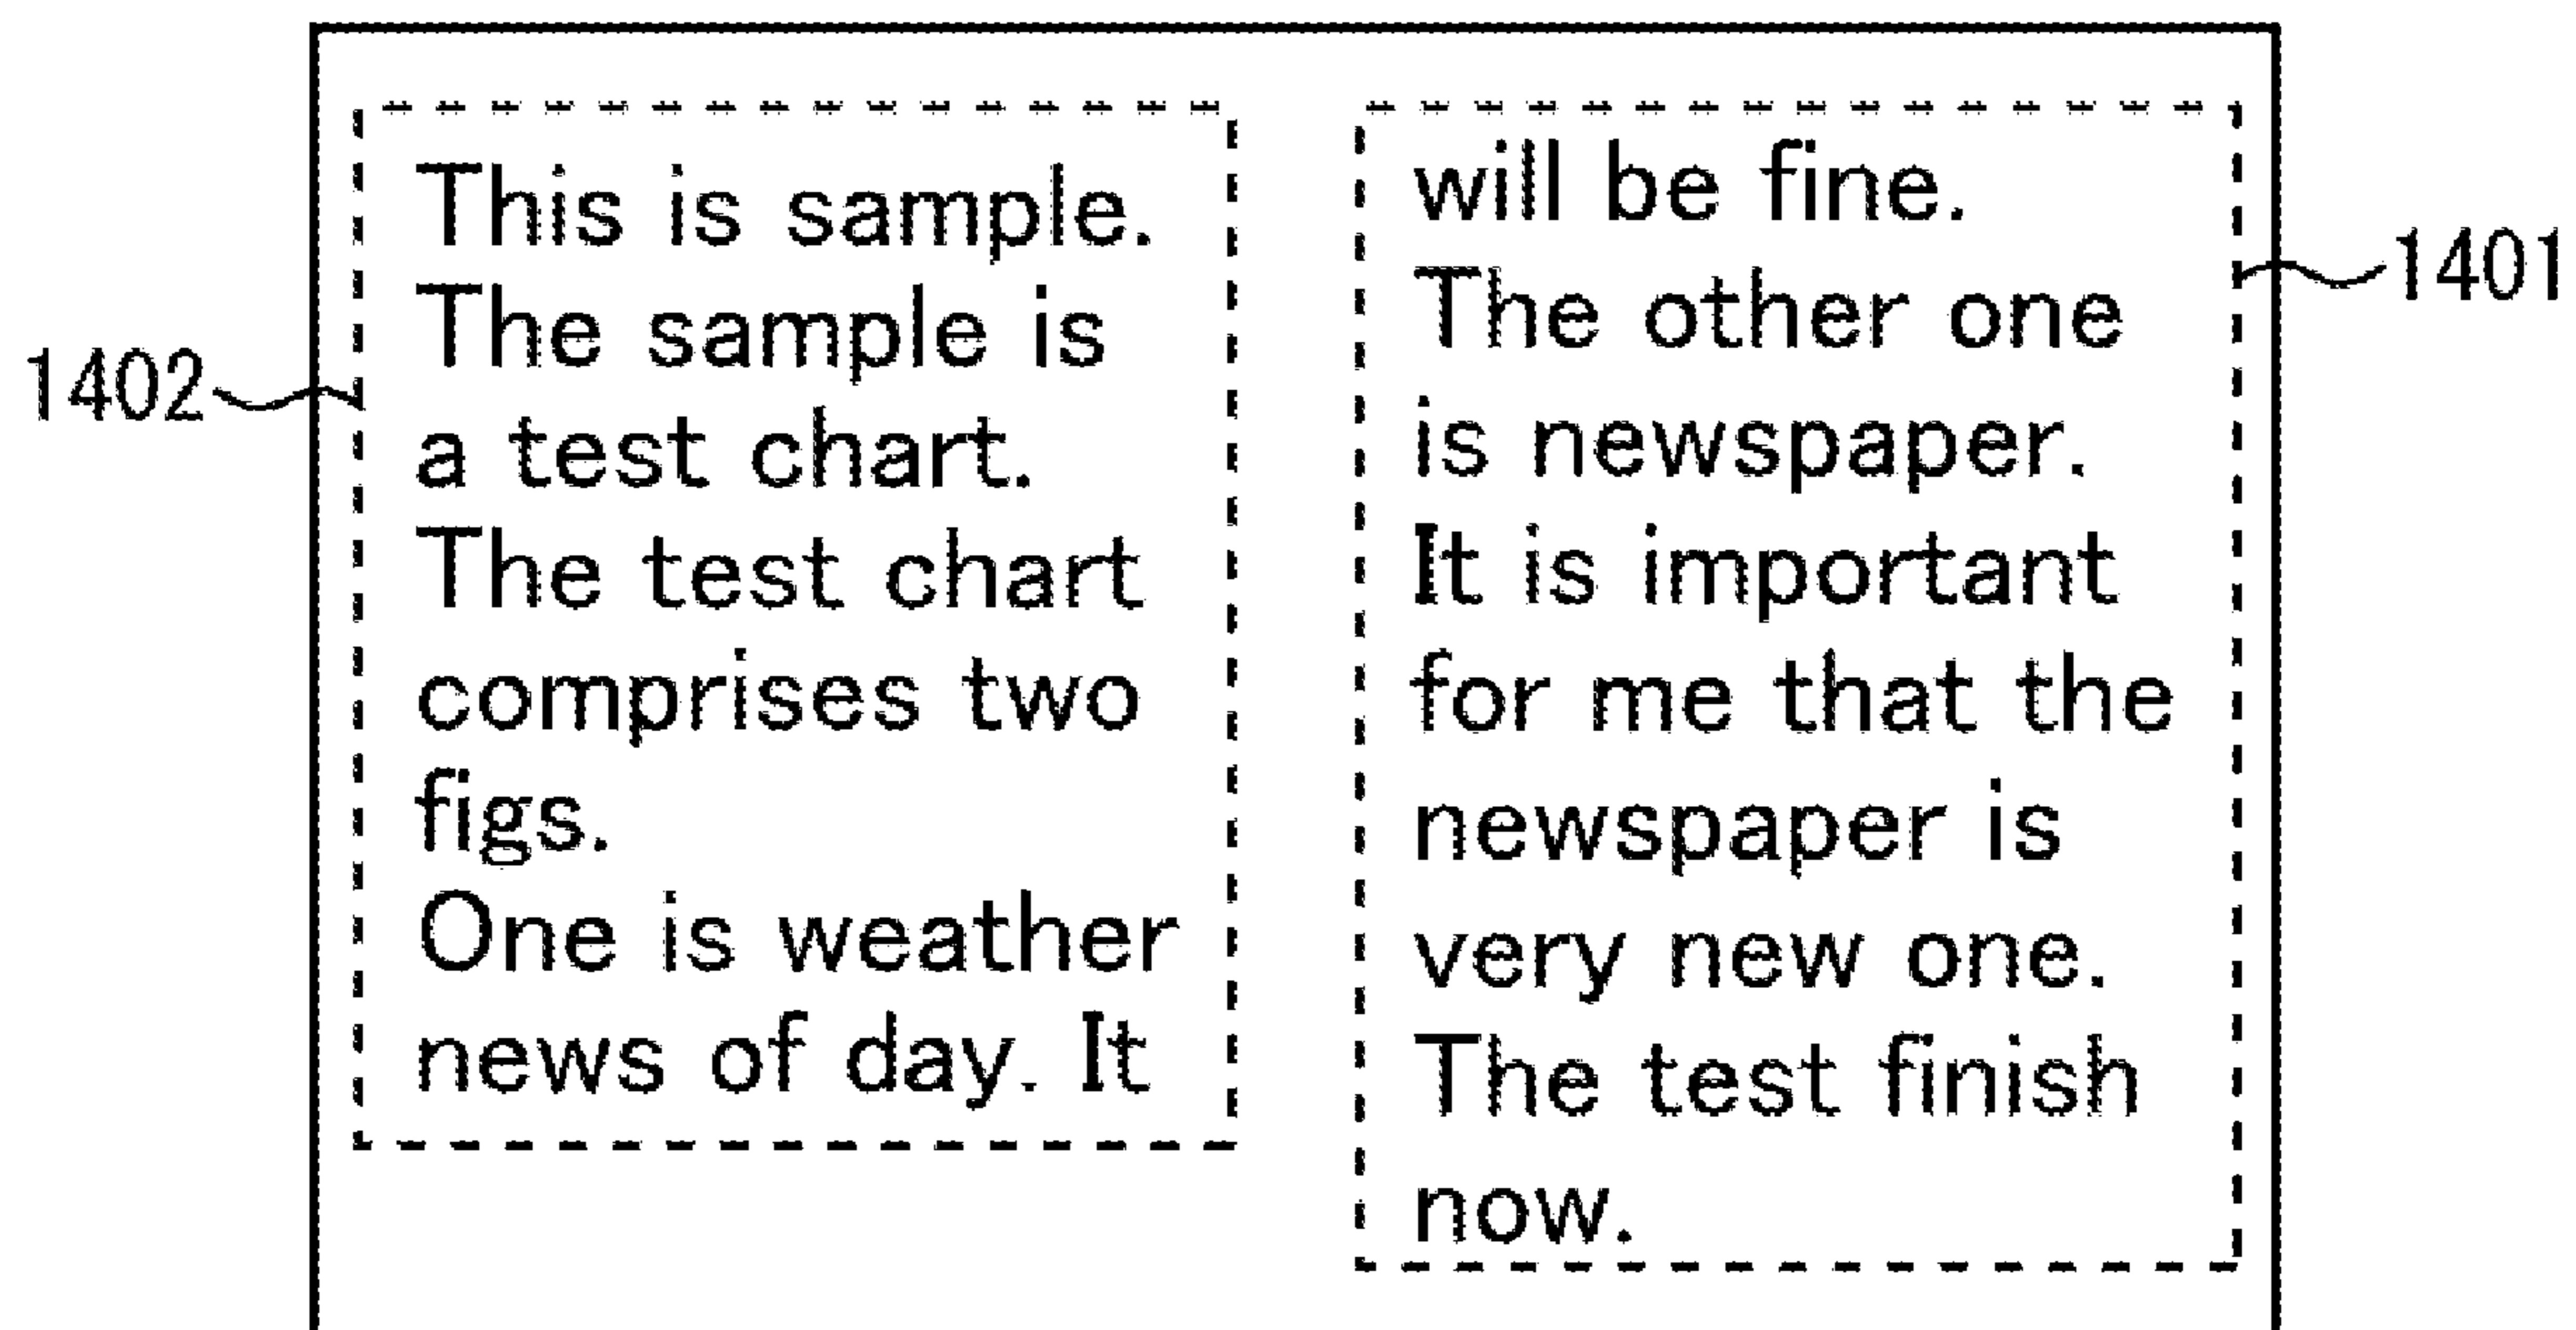 1402
This is sample.
The sample is
a test chart.
The test chart
comprises two
figs.
One is weather
news of day. It
will be fine.
The other one
is newspaper.
It is important
for me that the
newspaper is
very new one.
The test finish
now.
1401